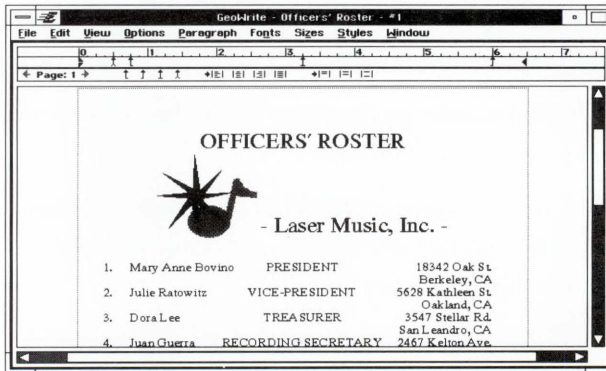 GeoWrite - Officers' Roster - #1
File Edit View Options Paragraph Fonts Sizes Styles Window
0 1 2 3 4 5 6 7
Page: 1
OFFICERS' ROSTER
- Laser Music, Inc. -
1. Mary Anne Bovino PRESIDENT 18342 Oak St.
Berkeley, CA
2. Julie Ratowitz VICE-PRESIDENT 5628 Kathleen St.
Oakland, CA
3. Dora Lee TREASURER 3547 Stellar Rd.
San Leandro, CA
4. Juan Guerra RECORDING SECRETARY 2467 Kelton Ave.